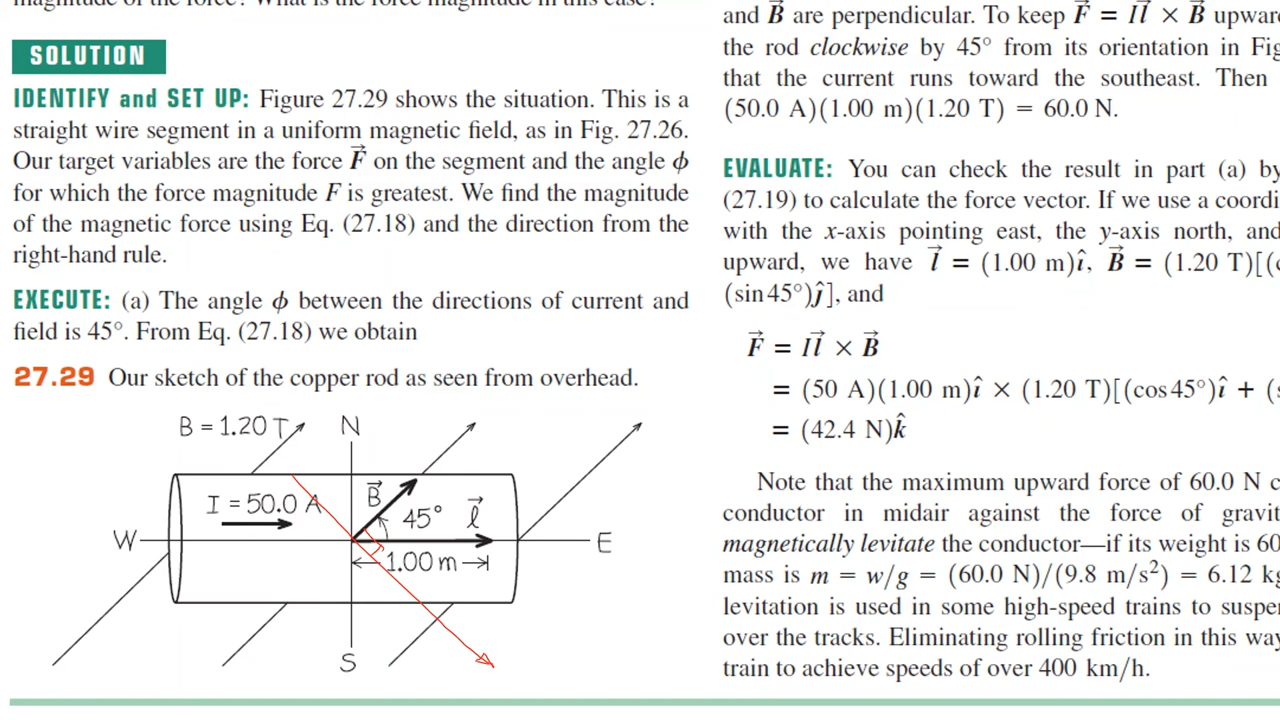 SOLUTION
IDENTIFY and SET UP: Figure 27.29 shows the situation. This is a
straight wire segment in a uniform magnetic field, as in Fig. 27.26.
Our target variables are the force F⃗ on the segment and the angle ϕ
for which the force magnitude F is greatest. We find the magnitude
of the magnetic force using Eq. (27.18) and the direction from the
right-hand rule.
EXECUTE: (a) The angle ϕ between the directions of current and
field is 45°. From Eq. (27.18) we obtain
27.29 Our sketch of the copper rod as seen from overhead.
B = 1.20 T
N
I = 50.0 A
B⃗
45°
l⃗
W
E
1.00 m
S
and B⃗ are perpendicular. To keep F⃗ = Il⃗ × B⃗
the rod clockwise by 45° from its orientation in
that the current runs toward the southeast. Then
(50.0 A)(1.00 m)(1.20 T) = 60.0 N.
EVALUATE: You can check the result in part (a) by
(27.19) to calculate the force vector. If we use a
with the x-axis pointing east, the y-axis north, and
upward, we have l⃗ = (1.00 m)î, B⃗ = (1.20 T)[(
(sin 45°)ĵ], and
F⃗ = Il⃗ × B⃗
= (50 A)(1.00 m)î × (1.20 T)[(cos 45°)î + (
= (42.4 N)k̂
Note that the maximum upward force of 60.0 N
conductor in midair against the force of
magnetically levitate the conductor—if its weight is 60
mass is m = w/g = (60.0 N)/(9.8 m/s²) = 6.12
levitation is used in some high-speed trains to
over the tracks. Eliminating rolling friction in this
train to achieve speeds of over 400 km/h.